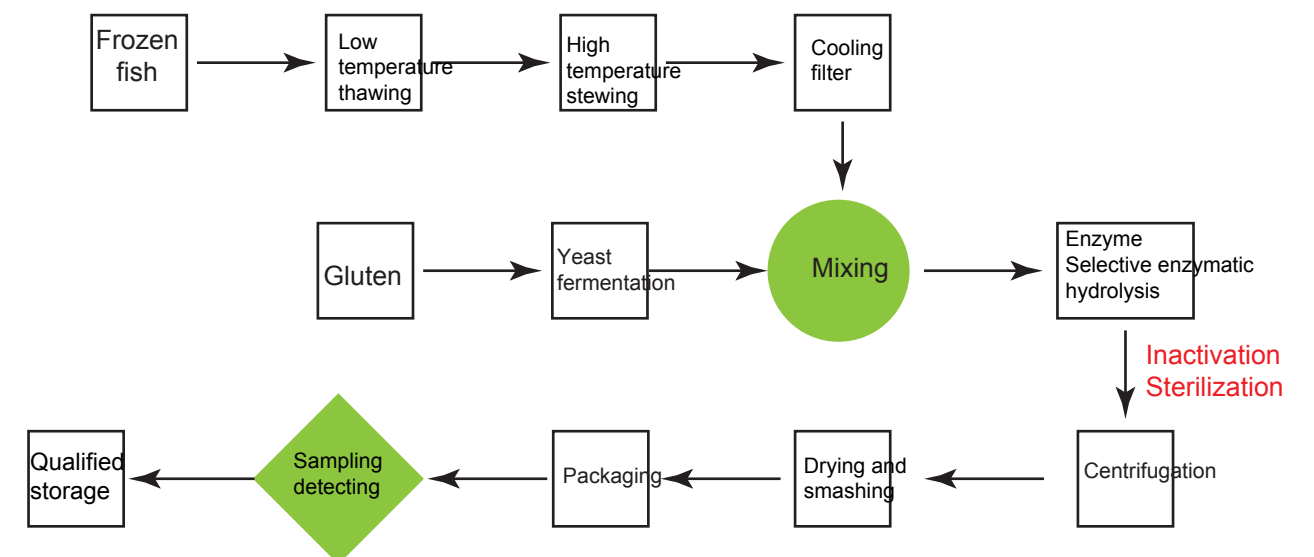 Frozen
fish
Low
temperature
thawing
High
temperature
stewing
Cooling
filter
Gluten
Yeast
fermentation
Mixing
Enzyme
Selective enzymatic
hydrolysis
Inactivation
Sterilization
Qualified
storage
Sampling
detecting
Packaging
Drying and
smashing
Centrifugation